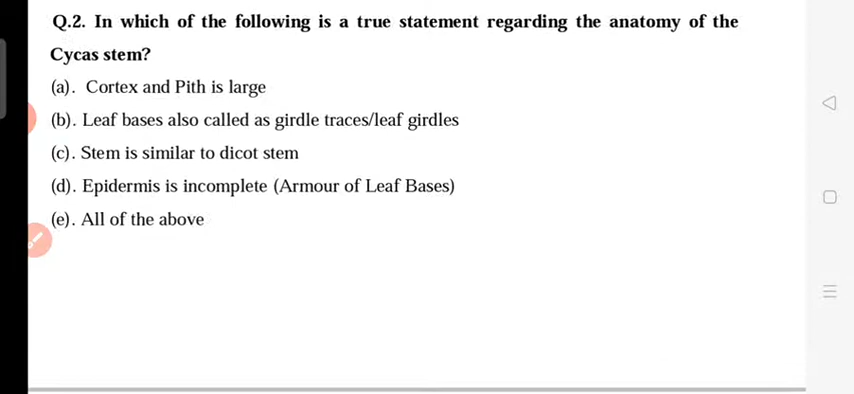 Q.2. In which of the following is a true statement regarding the anatomy of the
Cycas stem?
(a). Cortex and Pith is large
(b). Leaf bases also called as girdle traces/leaf girdles
(c). Stem is similar to dicot stem
(d). Epidermis is incomplete (Armour of Leaf Bases)
(e). All of the above